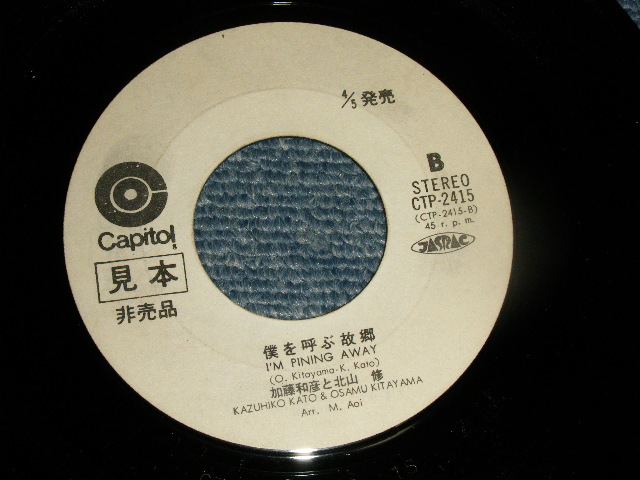 4/5 発売
B
STEREO
CTP-2415
(CTP-2415-B)
45 r. p. m.
JASRAC
Capitol
見本
非売品
僕を呼ぶ故郷
I'M PINING AWAY
(O. Kitayama-K. Kato)
加藤和彦と北山 修
KAZUHIKO KATO & OSAMU KITAYAMA
Arr. M. Aoi